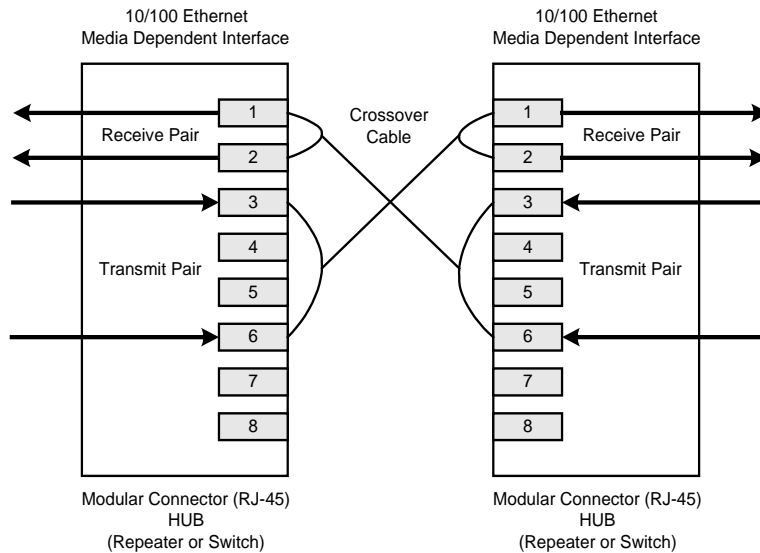 10/100 Ethernet
Media Dependent Interface
10/100 Ethernet
Media Dependent Interface
1
Receive Pair
2
3
4
Transmit Pair
5
6
7
8
Crossover
Cable
1
Receive Pair
2
3
4
Transmit Pair
5
6
7
8
Modular Connector (RJ-45)
HUB
(Repeater or Switch)
Modular Connector (RJ-45)
HUB
(Repeater or Switch)